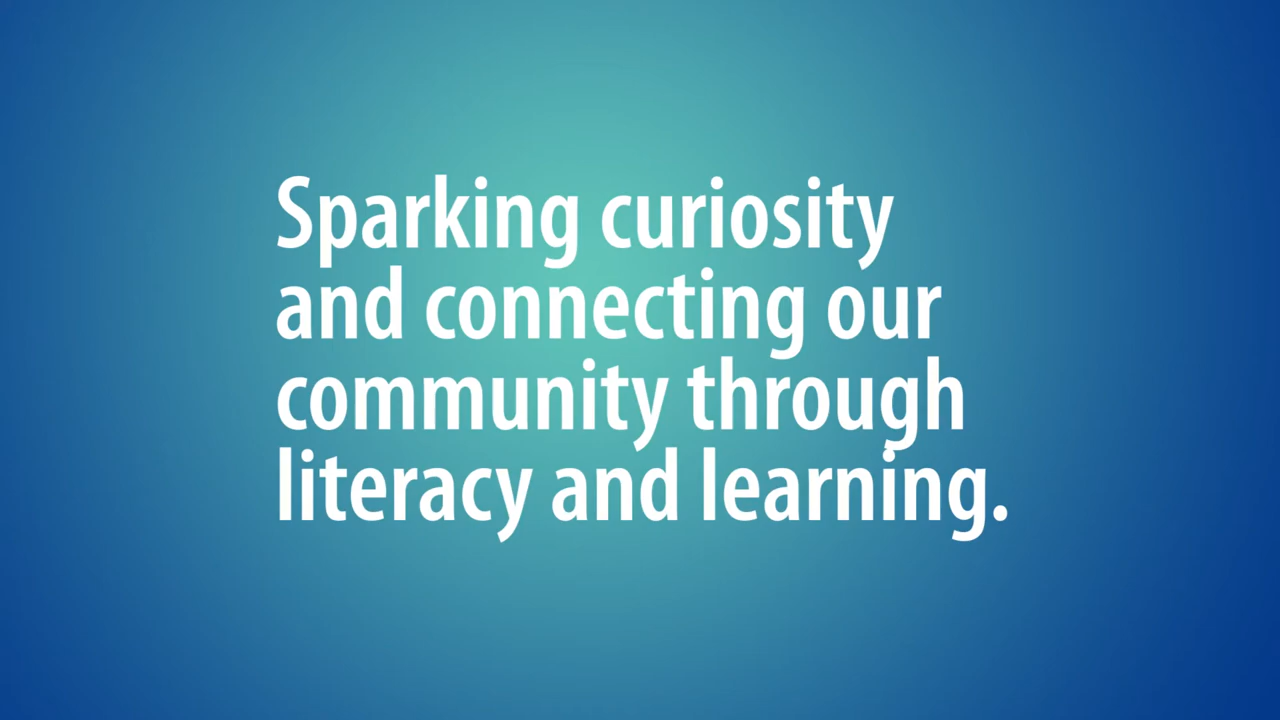 Sparking curiosity
and connecting our
community through
literacy and learning.